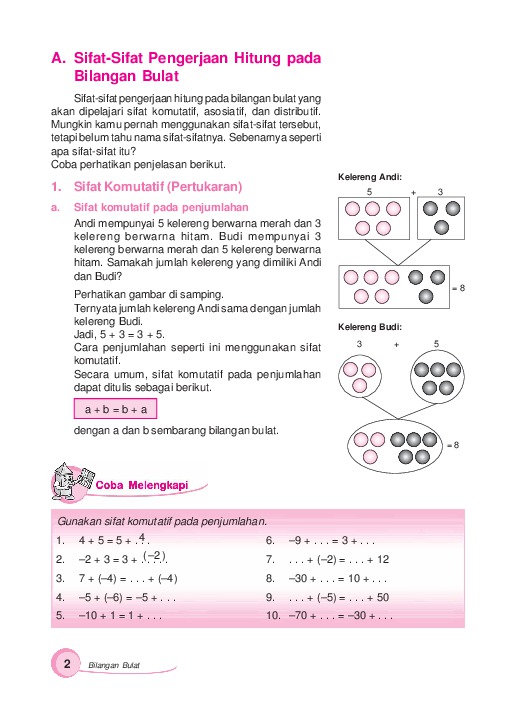 A. Sifat-Sifat Pengerjaan Hitung pada
Bilangan Bulat
Sifat-sifat pengerjaan hitung pada bilangan bulat yang
akan dipelajari sifat komutatif, asosiatif, dan distributif.
Mungkin kamu pernah menggunakan sifat-sifat tersebut,
tetapi belum tahu nama sifat-sifatnya. Sebenarnya seperti
apa sifat-sifat itu?
Coba perhatikan penjelasan berikut.
1. Sifat Komutatif (Pertukaran)
a. Sifat komutatif pada penjumlahan
Andi mempunyai 5 kelereng berwarna merah dan 3
kelereng berwarna hitam. Budi mempunyai 3
kelereng berwarna merah dan 5 kelereng berwarna
hitam. Samakah jumlah kelereng yang dimiliki Andi
dan Budi?
Perhatikan gambar di samping.
Ternyata jumlah kelereng Andi sama dengan jumlah
kelereng Budi.
Jadi, 5 + 3 = 3 + 5.
Cara penjumlahan seperti ini menggunakan sifat
komutatif.
Secara umum, sifat komutatif pada penjumlahan
dapat ditulis sebagai berikut.
a + b = b + a
dengan a dan b sembarang bilangan bulat.
Kelereng Andi:
5 + 3
= 8
Kelereng Budi:
3 + 5
= 8
Coba Melengkapi
Gunakan sifat komutatif pada penjumlahan.
1. 4 + 5 = 5 + . 4. .
2. –2 + 3 = 3 + . (–2) . .
3. 7 + (–4) = . . . + (–4)
4. –5 + (–6) = –5 + . . .
5. –10 + 1 = 1 + . . .
6. –9 + . . . = 3 + . . .
7. . . . + (–2) = . . . + 12
8. –30 + . . . = 10 + . . .
9. . . . + (–5) = . . . + 50
10. –70 + . . . = –30 + . . .
2 Bilangan Bulat